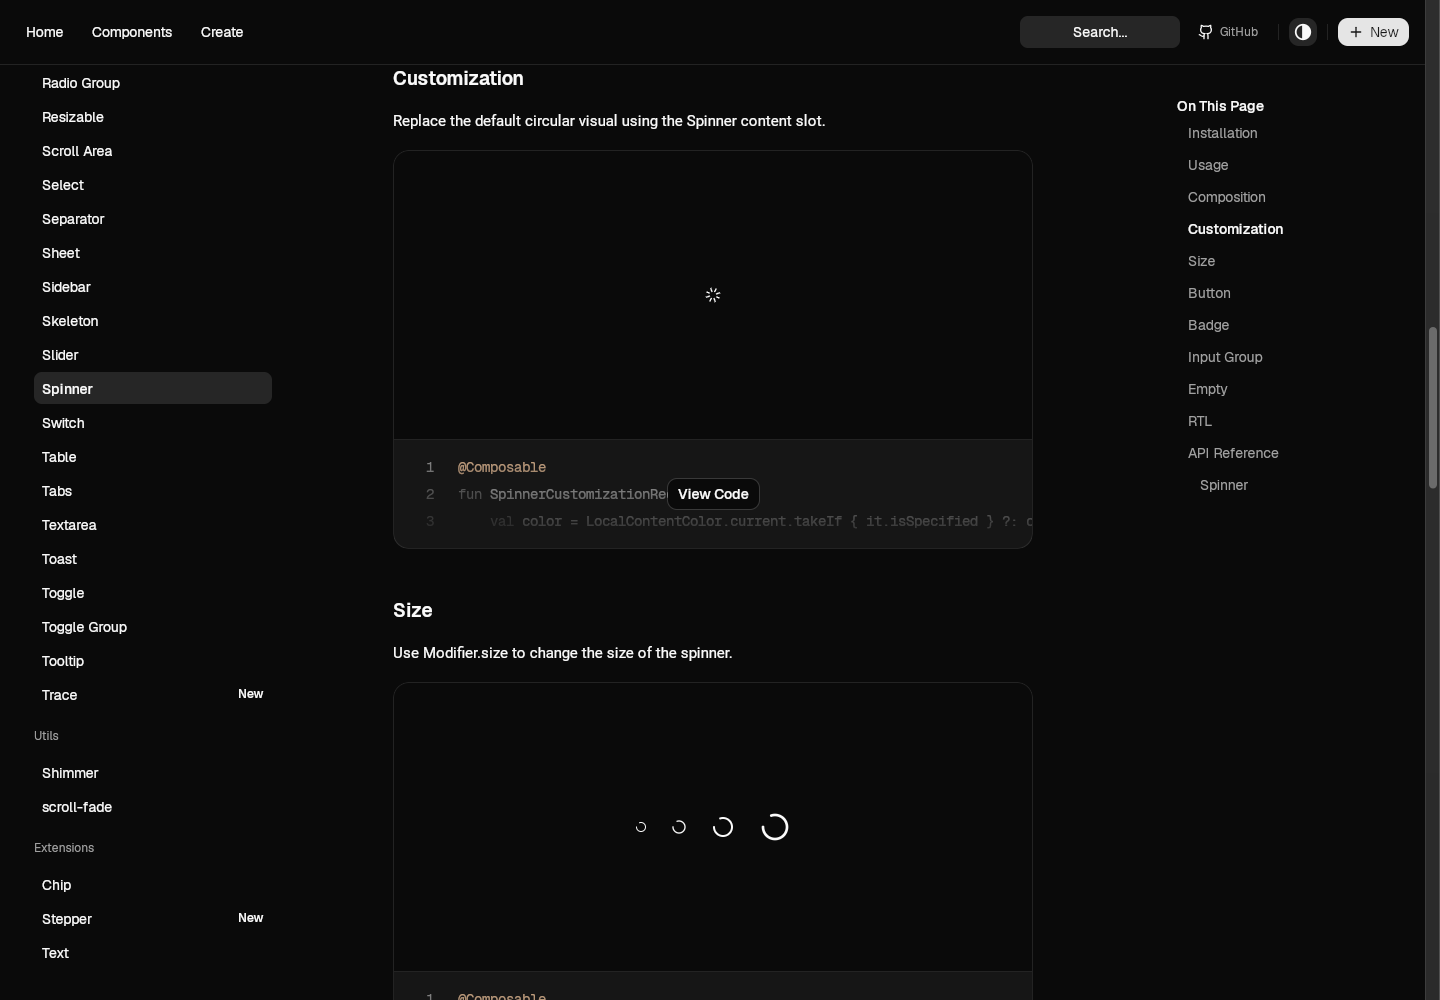 Home
Components
Create
Search...
GitHub
New
Radio Group
Resizable
Scroll Area
Select
Separator
Sheet
Sidebar
Skeleton
Slider
Spinner
Switch
Table
Tabs
Textarea
Toast
Toggle
Toggle Group
Tooltip
Trace New
Utils
Shimmer
scroll-fade
Extensions
Chip
Stepper New
Text
Customization
Replace the default circular visual using the Spinner content slot.
1 @Composable
2 fun SpinnerCustomizationRe
View Code
3 val color = LocalContentColor.current.takeIf { it.isSpecified } ?:
Size
Use Modifier.size to change the size of the spinner.
1 @Composable
On This Page
Installation
Usage
Composition
Customization
Size
Button
Badge
Input Group
Empty
RTL
API Reference
Spinner